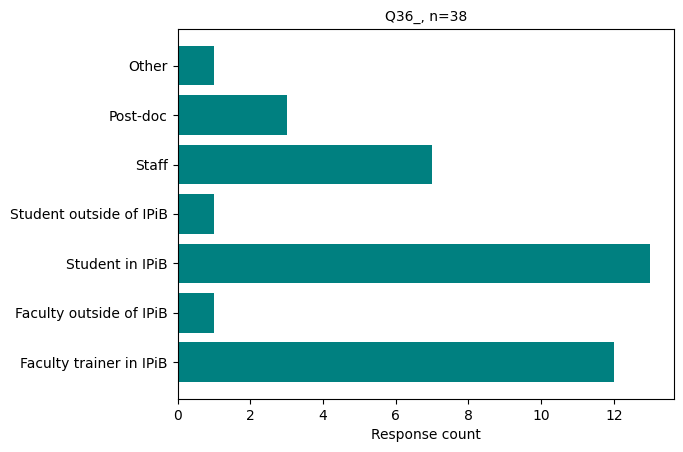 Q36_, n=38
Other
Post-doc
Staff
Student outside of IPiB
Student in IPiB
Faculty outside of IPiB
Faculty trainer in IPiB
0 2 4 6 8 10 12
Response count